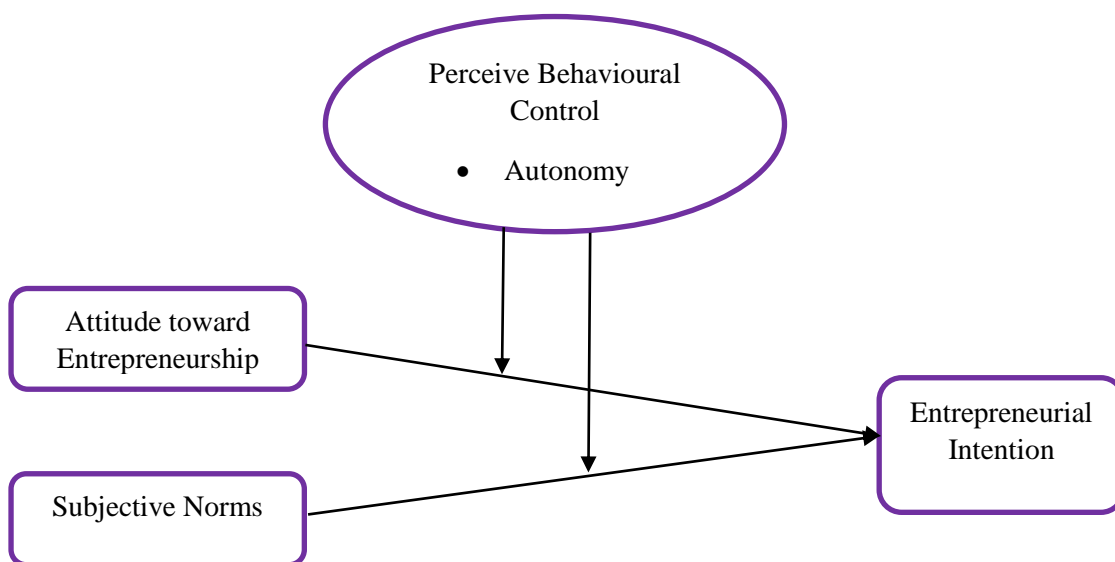 Perceive Behavioural
Control
• Autonomy
Attitude toward
Entrepreneurship
Entrepreneurial
Intention
Subjective Norms